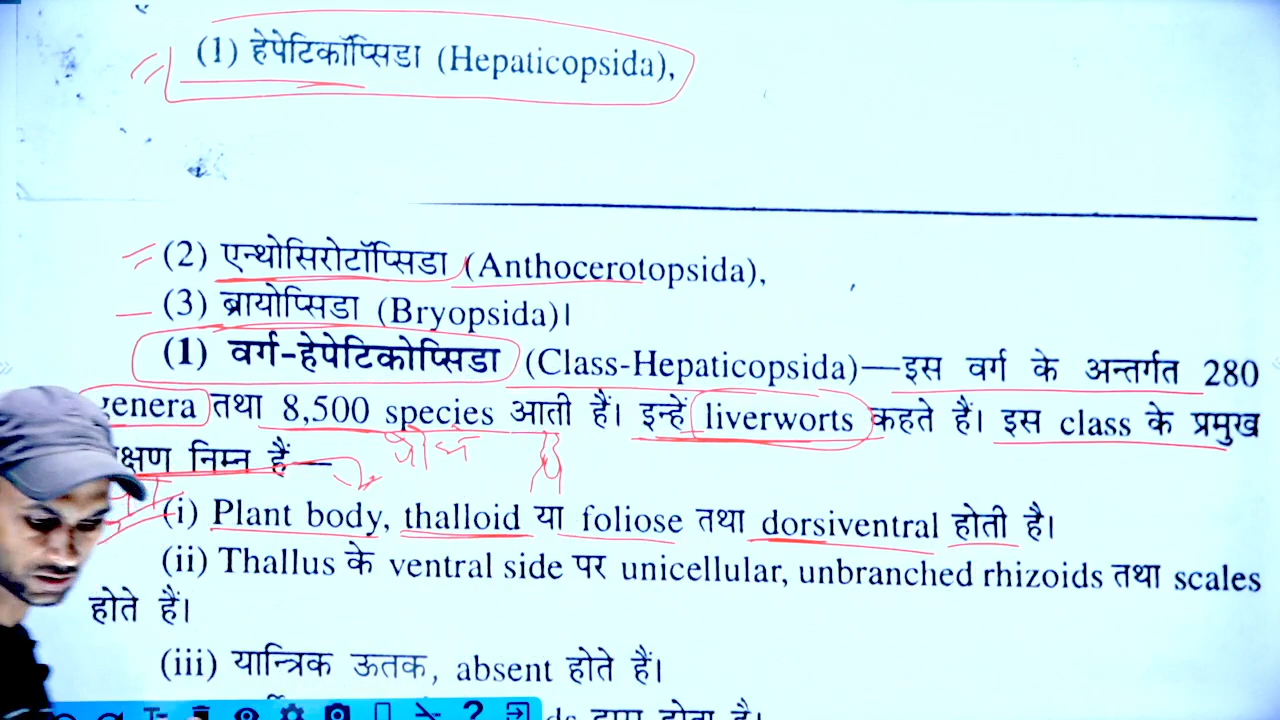 (1) हेपेटिकॉप्सिडा (Hepaticopsida),
(2) एन्थोसिरोटॉप्सिडा (Anthocerotopsida),
(3) ब्रायोप्सिडा (Bryopsida)।
(1) वर्ग-हेपेटिकोप्सिडा (Class-Hepaticopsida)—इस वर्ग के अन्तर्गत 280
genera तथा 8,500 species आती हैं। इन्हें liverworts कहते हैं। इस class के प्रमुख
निम्न हैं—
(i) Plant body, thalloid या foliose तथा dorsiventral होती है।
(ii) Thallus के ventral side पर unicellular, unbranched rhizoids तथा scales
होते हैं।
(iii) यान्त्रिक ऊतक, absent होते हैं।
होता है।